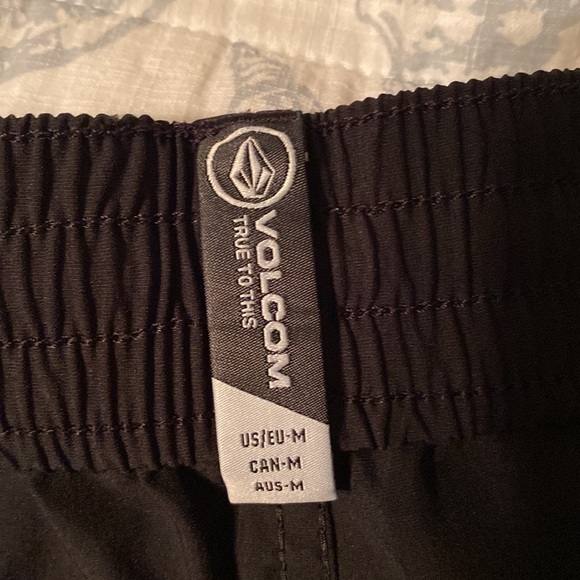 VOLCOM
TRUE TO THIS
US/EU-M
CAN-M
AUS-M